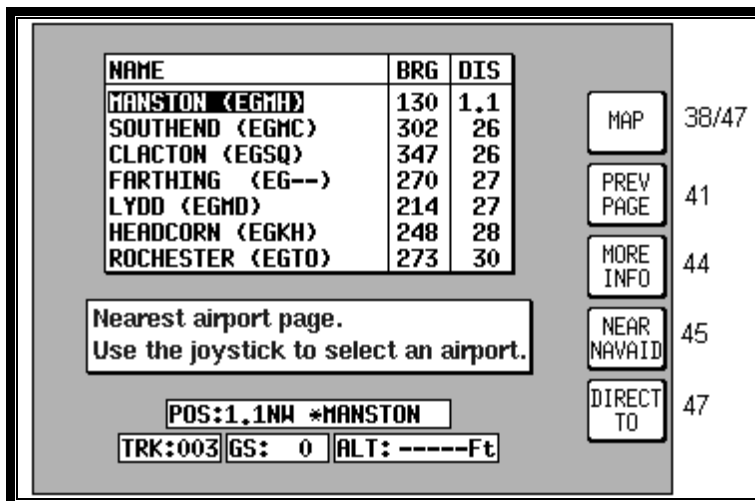 NAME BRG DIS
MANSTON (EGMH) 130 1.1
SOUTHEND (EGMC) 302 26
CLACTON (EGSQ) 347 26
FARTHING (EG--) 270 27
LYDD (EGMD) 214 27
HEADCORN (EGKH) 248 28
ROCHESTER (EGTO) 273 30
Nearest airport page.
Use the joystick to select an airport.
POS:1.1NW *MANSTON
TRK:003 GS: 0 ALT:-----Ft
MAP 38/47
PREV
PAGE 41
MORE
INFO 44
NEAR
NAVAID 45
DIRECT
TO 47